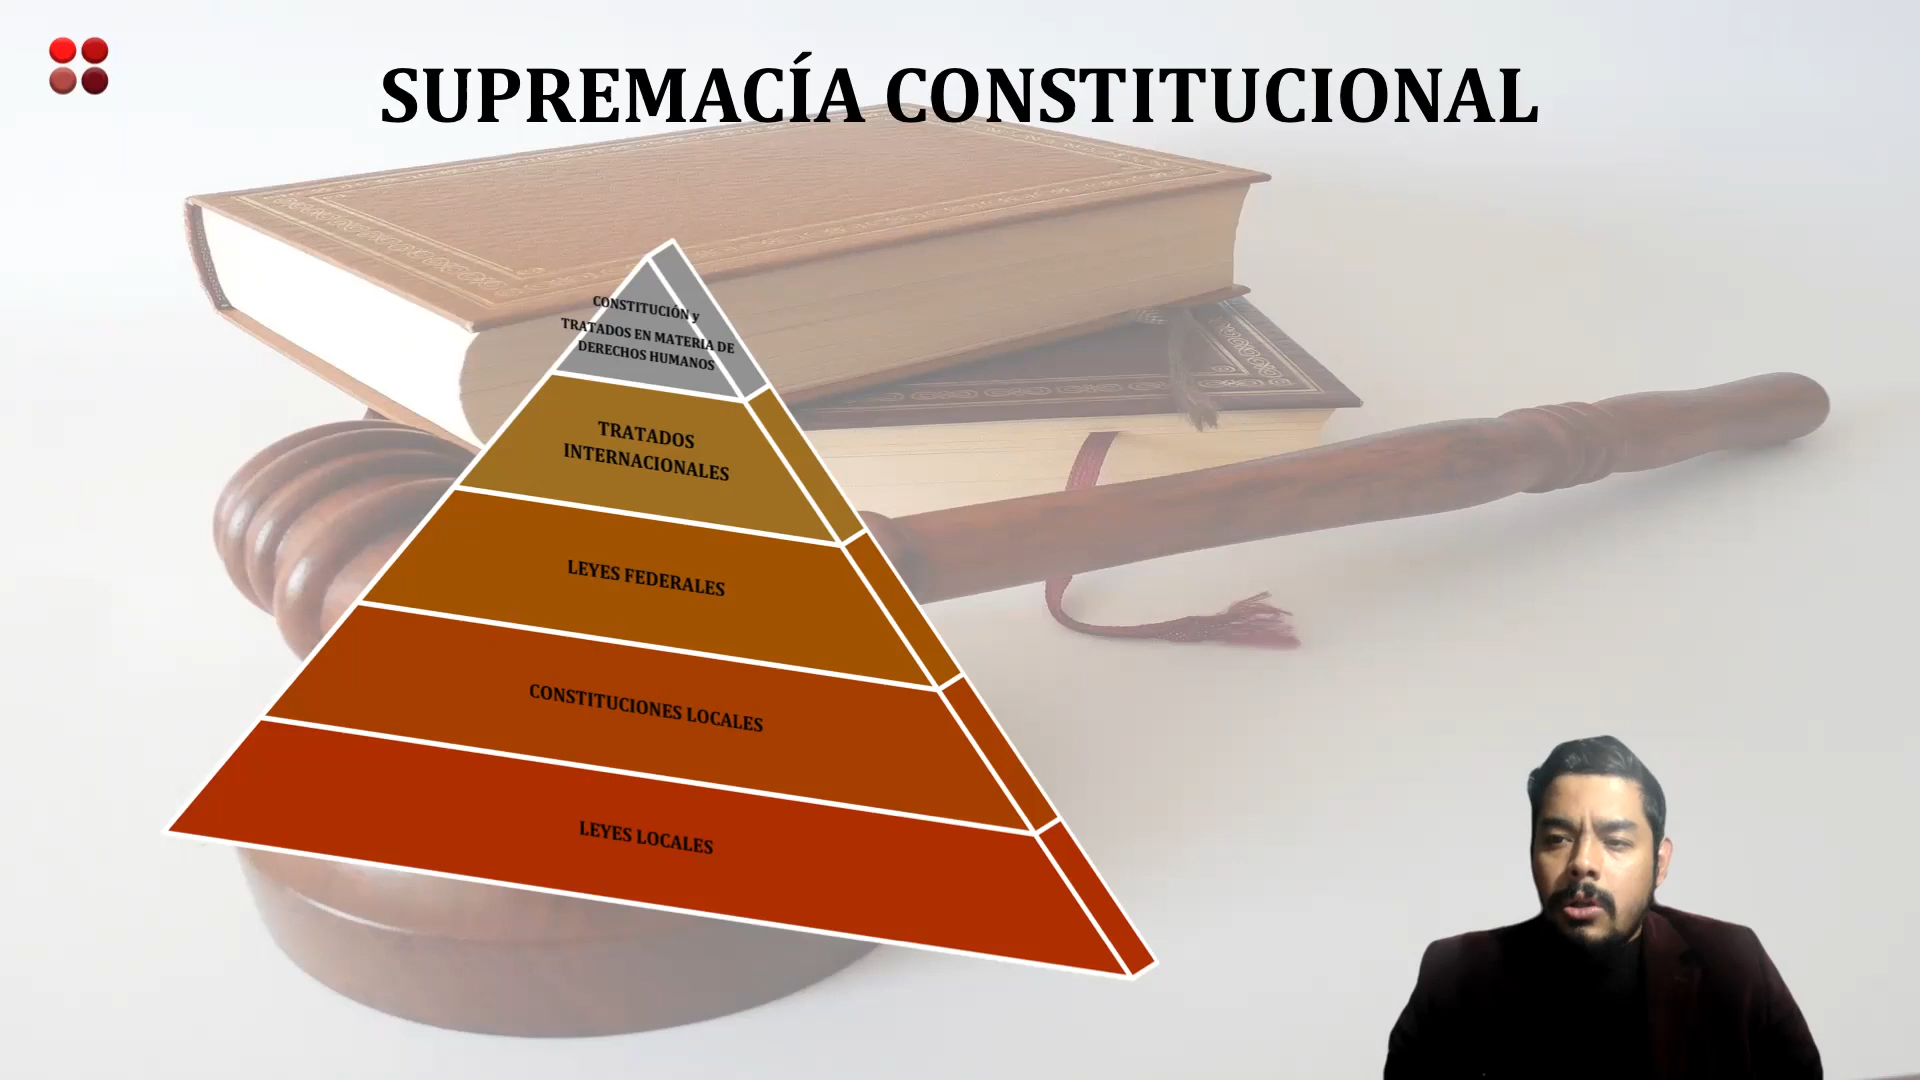 SUPREMACÍA CONSTITUCIONAL
CONSTITUCIÓN y
TRATADOS EN MATERIA DE
DERECHOS HUMANOS
TRATADOS
INTERNACIONALES
LEYES FEDERALES
CONSTITUCIONES LOCALES
LEYES LOCALES